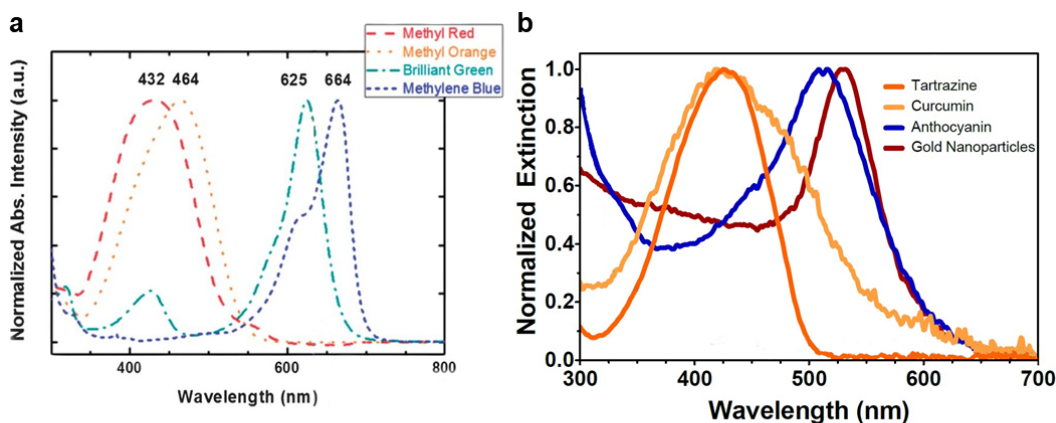 a
Normalized Abs. Intensity (a.u.)
432 464 625 664
Methyl Red
Methyl Orange
Brilliant Green
Methylene Blue
400 600 800
Wavelength (nm)
b
Normalized Extinction
1.0
0.8
0.6
0.4
0.2
0.0
Tartrazine
Curcumin
Anthocyanin
Gold Nanoparticles
300 400 500 600 700
Wavelength (nm)